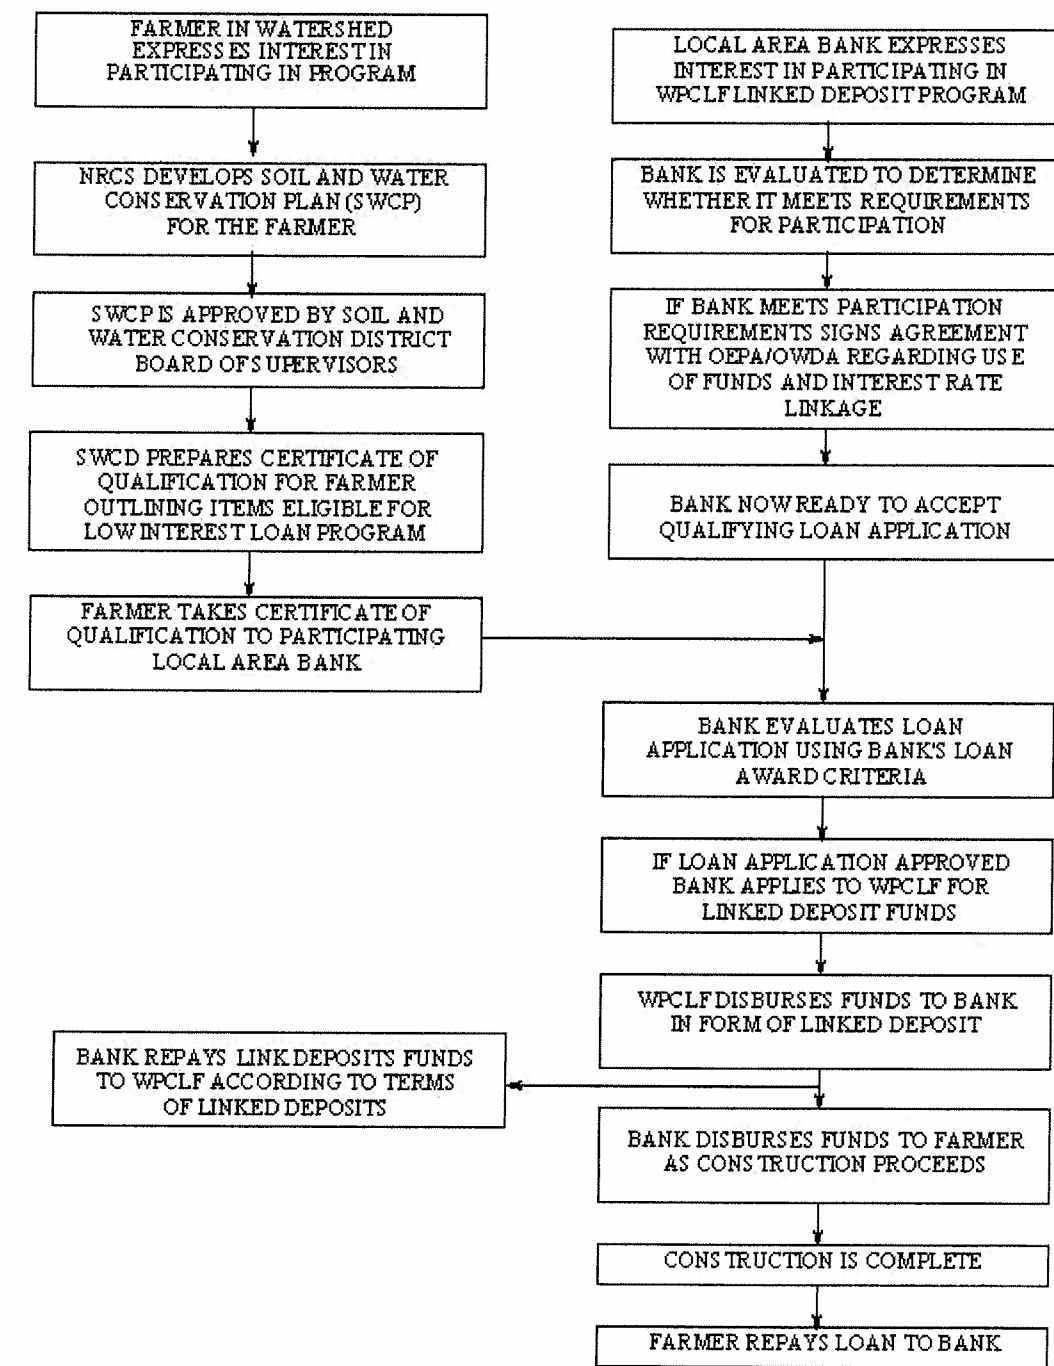 FARMER IN WATERSHED
EXPRESSES INTEREST IN
PARTICIPATING IN PROGRAM
NRCS DEVELOPS SOIL AND WATER
CONSERVATION PLAN (SWCP)
FOR THE FARMER
SWCP IS APPROVED BY SOIL AND
WATER CONSERVATION DISTRICT
BOARD OF SUPERVISORS
SWCD PREPARES CERTIFICATE OF
QUALIFICATION FOR FARMER
OUTLINING ITEMS ELIGIBLE FOR
LOW INTEREST LOAN PROGRAM
FARMER TAKES CERTIFICATE OF
QUALIFICATION TO PARTICIPATING
LOCAL AREA BANK
LOCAL AREA BANK EXPRESSES
INTEREST IN PARTICIPATING IN
WPCLF LINKED DEPOSIT PROGRAM
BANK IS EVALUATED TO DETERMINE
WHETHER IT MEETS REQUIREMENTS
FOR PARTICIPATION
IF BANK MEETS PARTICIPATION
REQUIREMENTS SIGNS AGREEMENT
WITH OEPA/OWDA REGARDING USE
OF FUNDS AND INTEREST RATE
LINKAGE
BANK NOW READY TO ACCEPT
QUALIFYING LOAN APPLICATION
BANK EVALUATES LOAN
APPLICATION USING BANK'S LOAN
AWARD CRITERIA
IF LOAN APPLICATION APPROVED
BANK APPLIES TO WPCLF FOR
LINKED DEPOSIT FUNDS
WPCLF DISBURSES FUNDS TO BANK
IN FORM OF LINKED DEPOSIT
BANK REPAYS LINK DEPOSITS FUNDS
TO WPCLF ACCORDING TO TERMS
OF LINKED DEPOSITS
BANK DISBURSES FUNDS TO FARMER
AS CONSTRUCTION PROCEEDS
CONSTRUCTION IS COMPLETE
FARMER REPAYS LOAN TO BANK